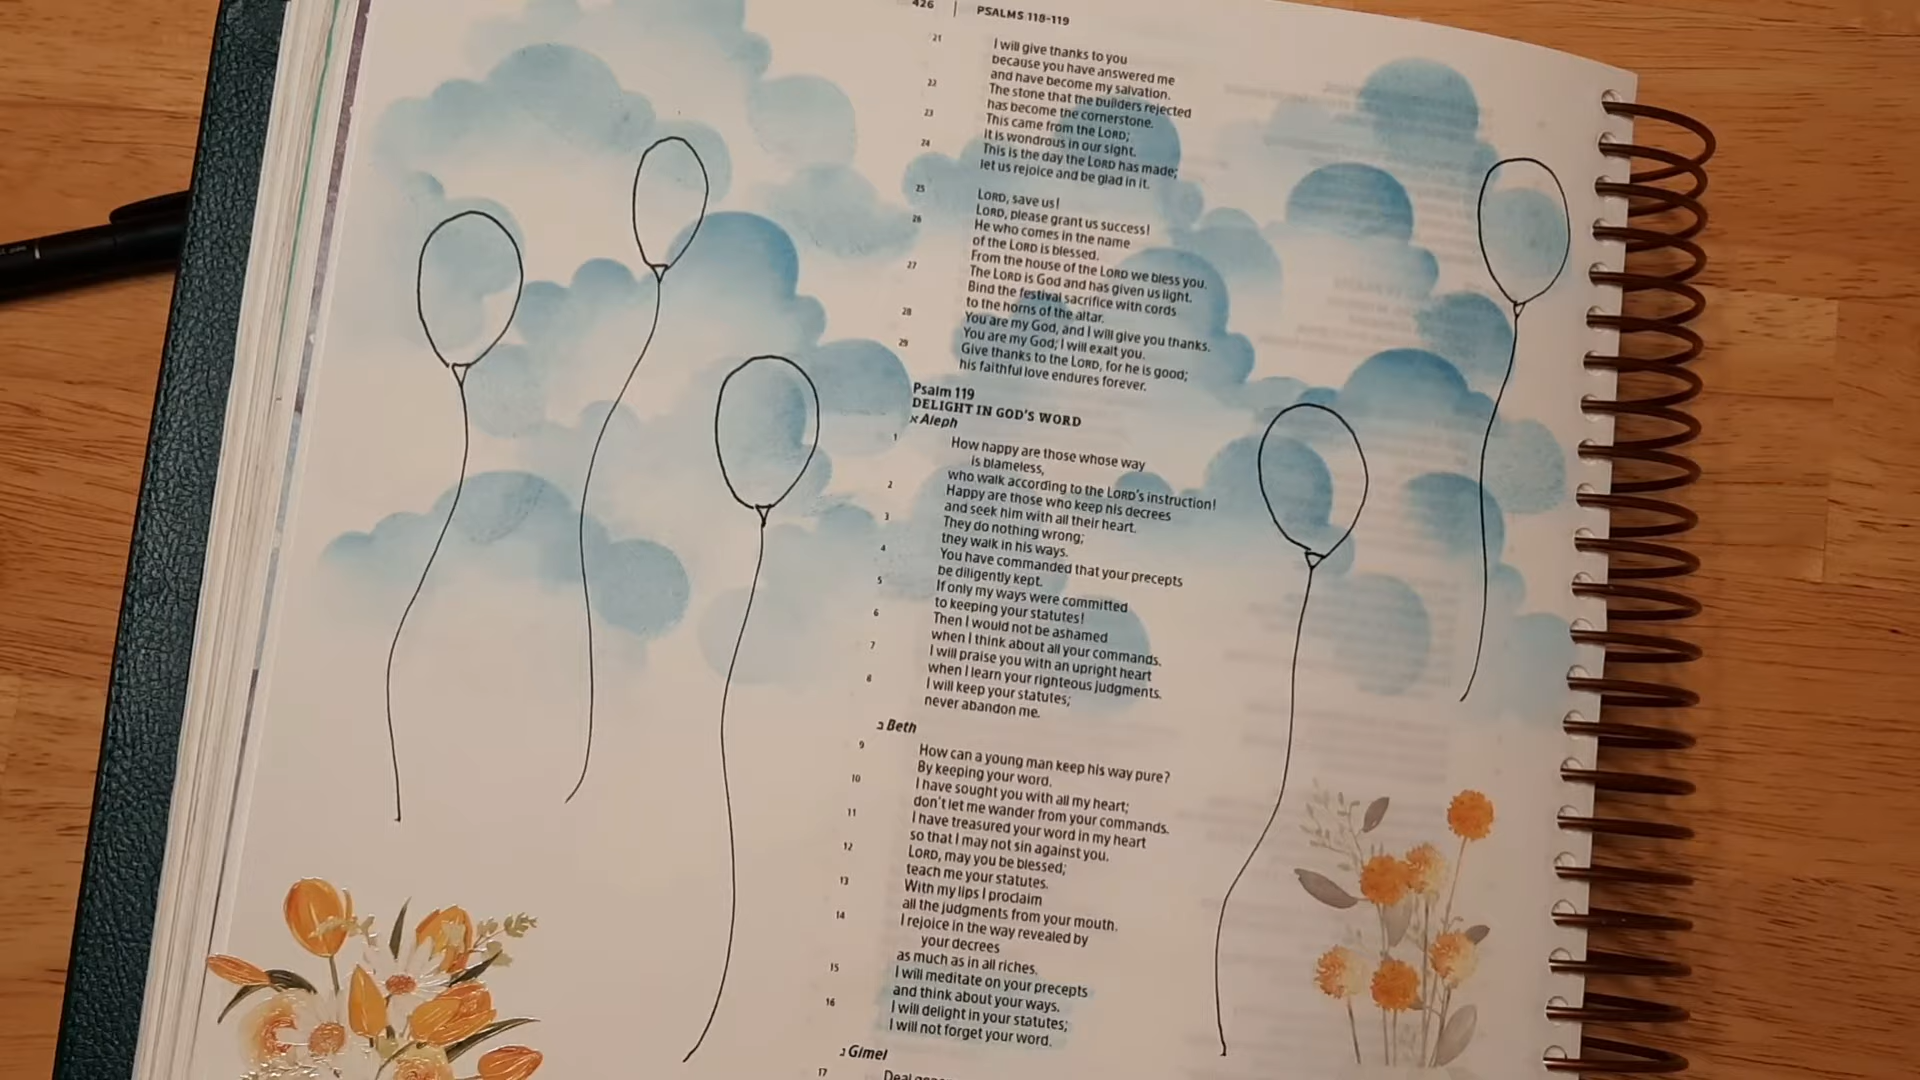 426 | PSALMS 118–119
21 I will give thanks to you
because you have answered me
and have become my salvation.
22 The stone that the builders rejected
has become the cornerstone.
23 This came from the LORD;
it is wondrous in our sight.
24 This is the day the LORD has made;
let us rejoice and be glad in it.
25 LORD, save us!
LORD, please grant us success!
26 He who comes in the name
of the LORD is blessed.
From the house of the LORD we bless you.
27 The LORD is God and has given us light.
Bind the festival sacrifice with cords
to the horns of the altar.
28 You are my God, and I will give you thanks.
You are my God; I will exalt you.
29 Give thanks to the LORD, for he is good;
his faithful love endures forever.
Psalm 119
DELIGHT IN GOD'S WORD
א Aleph
1 How happy are those whose way
is blameless,
who walk according to the LORD's instruction!
2 Happy are those who keep his decrees
and seek him with all their heart.
3 They do nothing wrong;
they walk in his ways.
4 You have commanded that your precepts
be diligently kept.
5 If only my ways were committed
to keeping your statutes!
6 Then I would not be ashamed
when I think about all your commands.
7 I will praise you with an upright heart
when I learn your righteous judgments.
8 I will keep your statutes;
never abandon me.
ב Beth
9 How can a young man keep his way pure?
By keeping your word.
10 I have sought you with all my heart;
don't let me wander from your commands.
11 I have treasured your word in my heart
so that I may not sin against you.
12 LORD, may you be blessed;
teach me your statutes.
13 With my lips I proclaim
all the judgments from your mouth.
14 I rejoice in the way revealed by
your decrees
as much as in all riches.
15 I will meditate on your precepts
and think about your ways.
16 I will delight in your statutes;
I will not forget your word.
ג Gimel
17